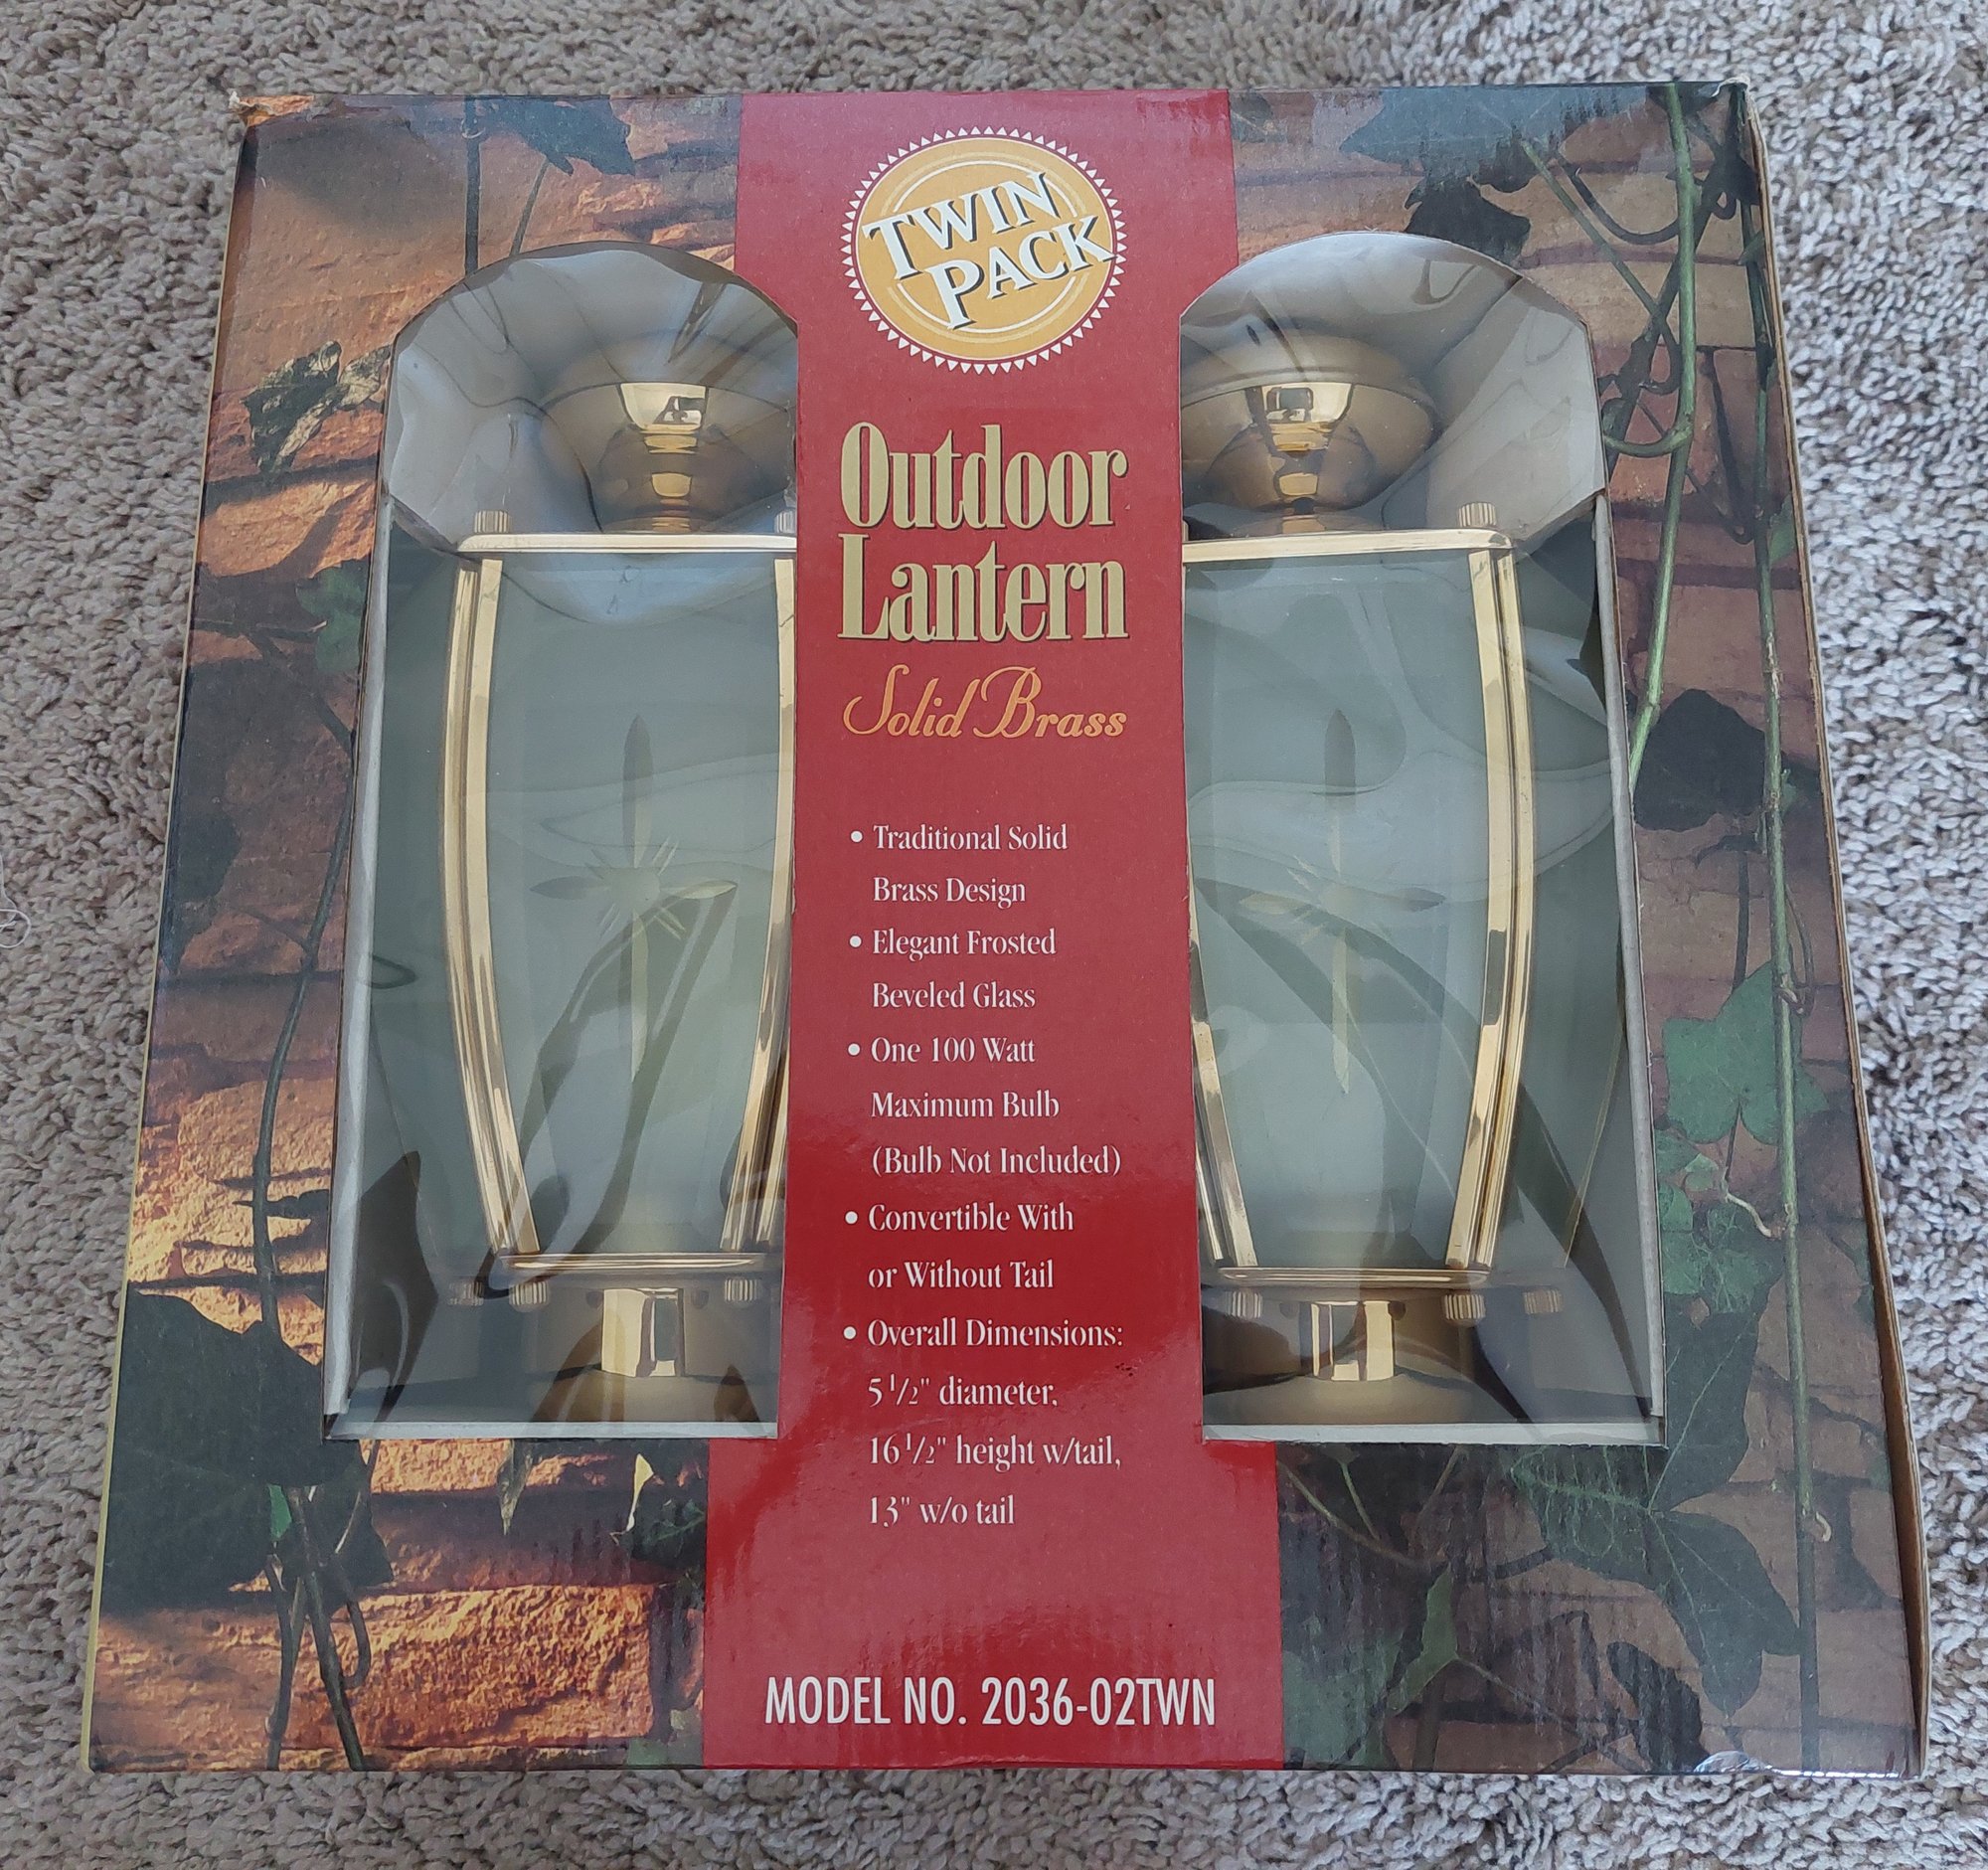 TWIN
PACK
Outdoor
Lantern
Solid Brass
• Traditional Solid
Brass Design
• Elegant Frosted
Beveled Glass
• One 100 Watt
Maximum Bulb
(Bulb Not Included)
• Convertible With
or Without Tail
• Overall Dimensions:
5 1/2" diameter,
16 1/2" height w/tail,
13" w/o tail
MODEL NO. 2036-02TWN